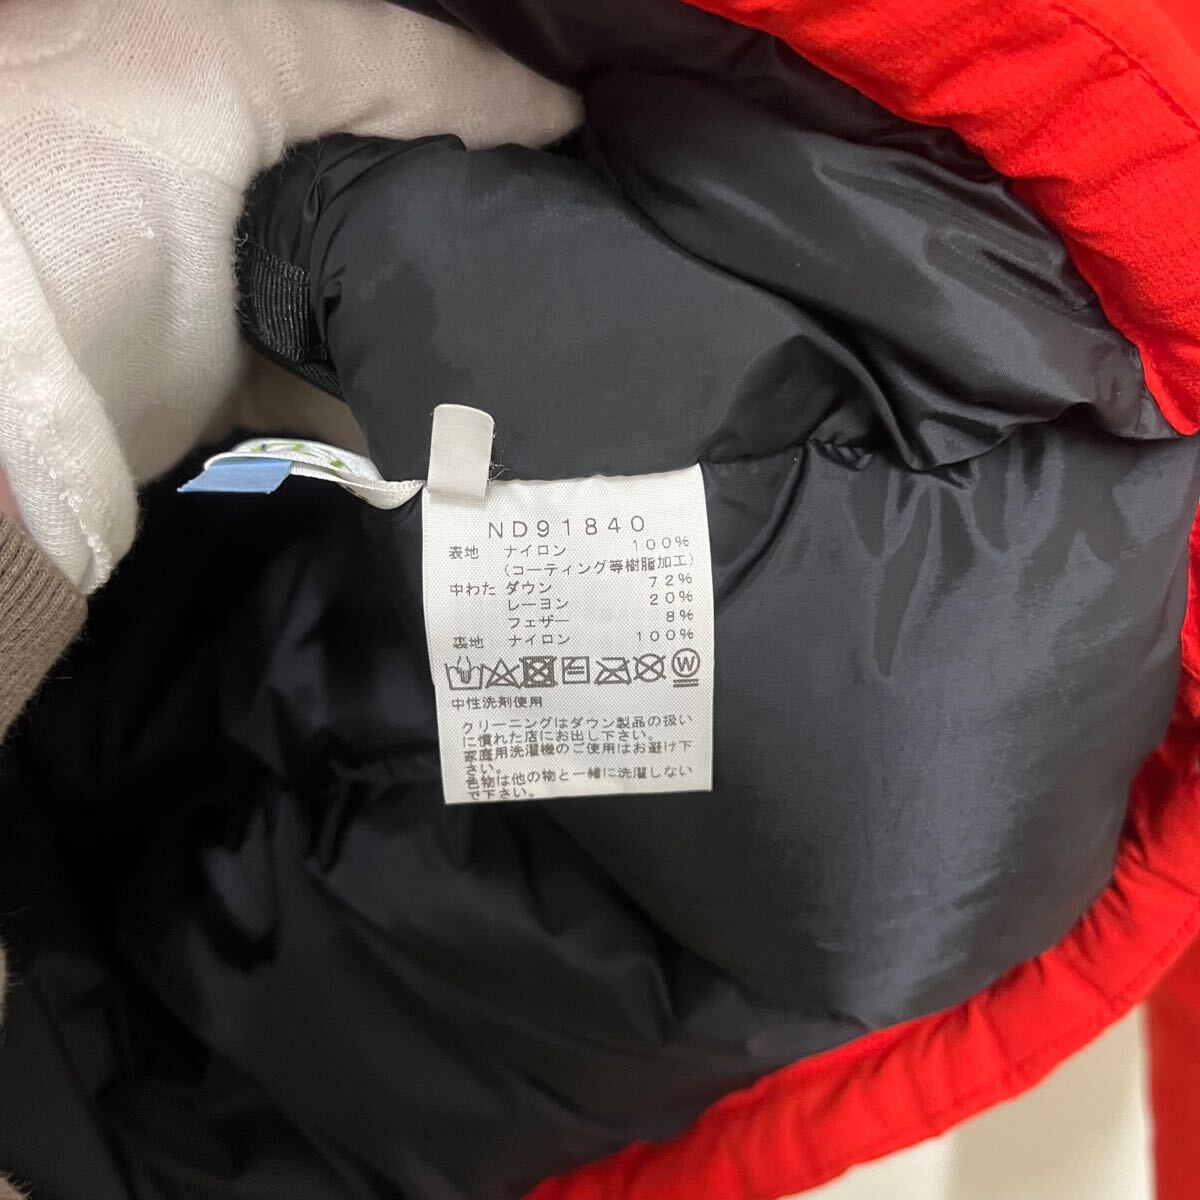 ND91840
表地 ナイロン 100%
(コーティング等樹脂加工)
中わた ダウン 72%
レーヨン 20%
フェザー 8%
裏地 ナイロン 100%
W
中性洗剤使用
クリーニングはダウン製品の扱い
に慣れた店にお出し下さい。
家庭用洗濯機のご使用はお避け下
さい。
色物は他の物と一緒に洗濯しない
で下さい。